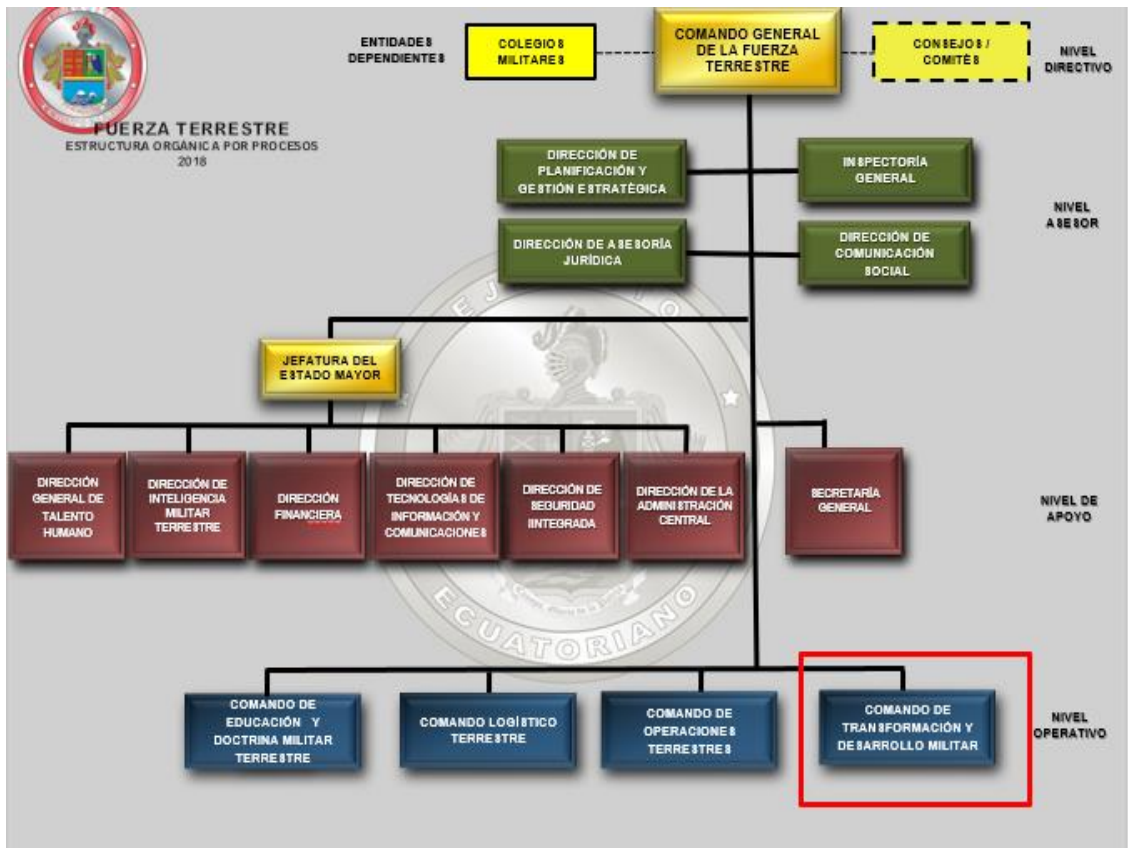 ENTIDADES
DEPENDIENTES
COLEGIOS
MILITARES
COMANDO GENERAL
DE LA FUERZA
TERRESTRE
CONSEJOS /
COMITÉS
NIVEL
DIRECTIVO
FUERZA TERRESTRE
ESTRUCTURA ORGÁNICA POR PROCESOS
2018
DIRECCIÓN DE
PLANIFICACIÓN Y
GESTIÓN ESTRATÉGICA
INSPECTORÍA
GENERAL
NIVEL
ASESOR
DIRECCIÓN DE ASESORÍA
JURÍDICA
DIRECCIÓN DE
COMUNICACIÓN
SOCIAL
JEFATURA DEL
ESTADO MAYOR
DIRECCIÓN
GENERAL DE
TALENTO
HUMANO
DIRECCIÓN DE
INTELIGENCIA
MILITAR
TERRESTRE
DIRECCIÓN
FINANCIERA
DIRECCIÓN DE
TECNOLOGÍAS DE
INFORMACIÓN Y
COMUNICACIONES
DIRECCIÓN DE
SEGURIDAD
IINTEGRADA
DIRECCIÓN DE LA
ADMINISTRACIÓN
CENTRAL
SECRETARÍA
GENERAL
NIVEL DE
APOYO
EJERCITO
ECUATORIANO
COMANDO DE
EDUCACIÓN Y
DOCTRINA MILITAR
TERRESTRE
COMANDO LOGÍSTICO
TERRESTRE
COMANDO DE
OPERACIONES
TERRESTRES
COMANDO DE
TRANSFORMACIÓN Y
DESARROLLO MILITAR
NIVEL
OPERATIVO